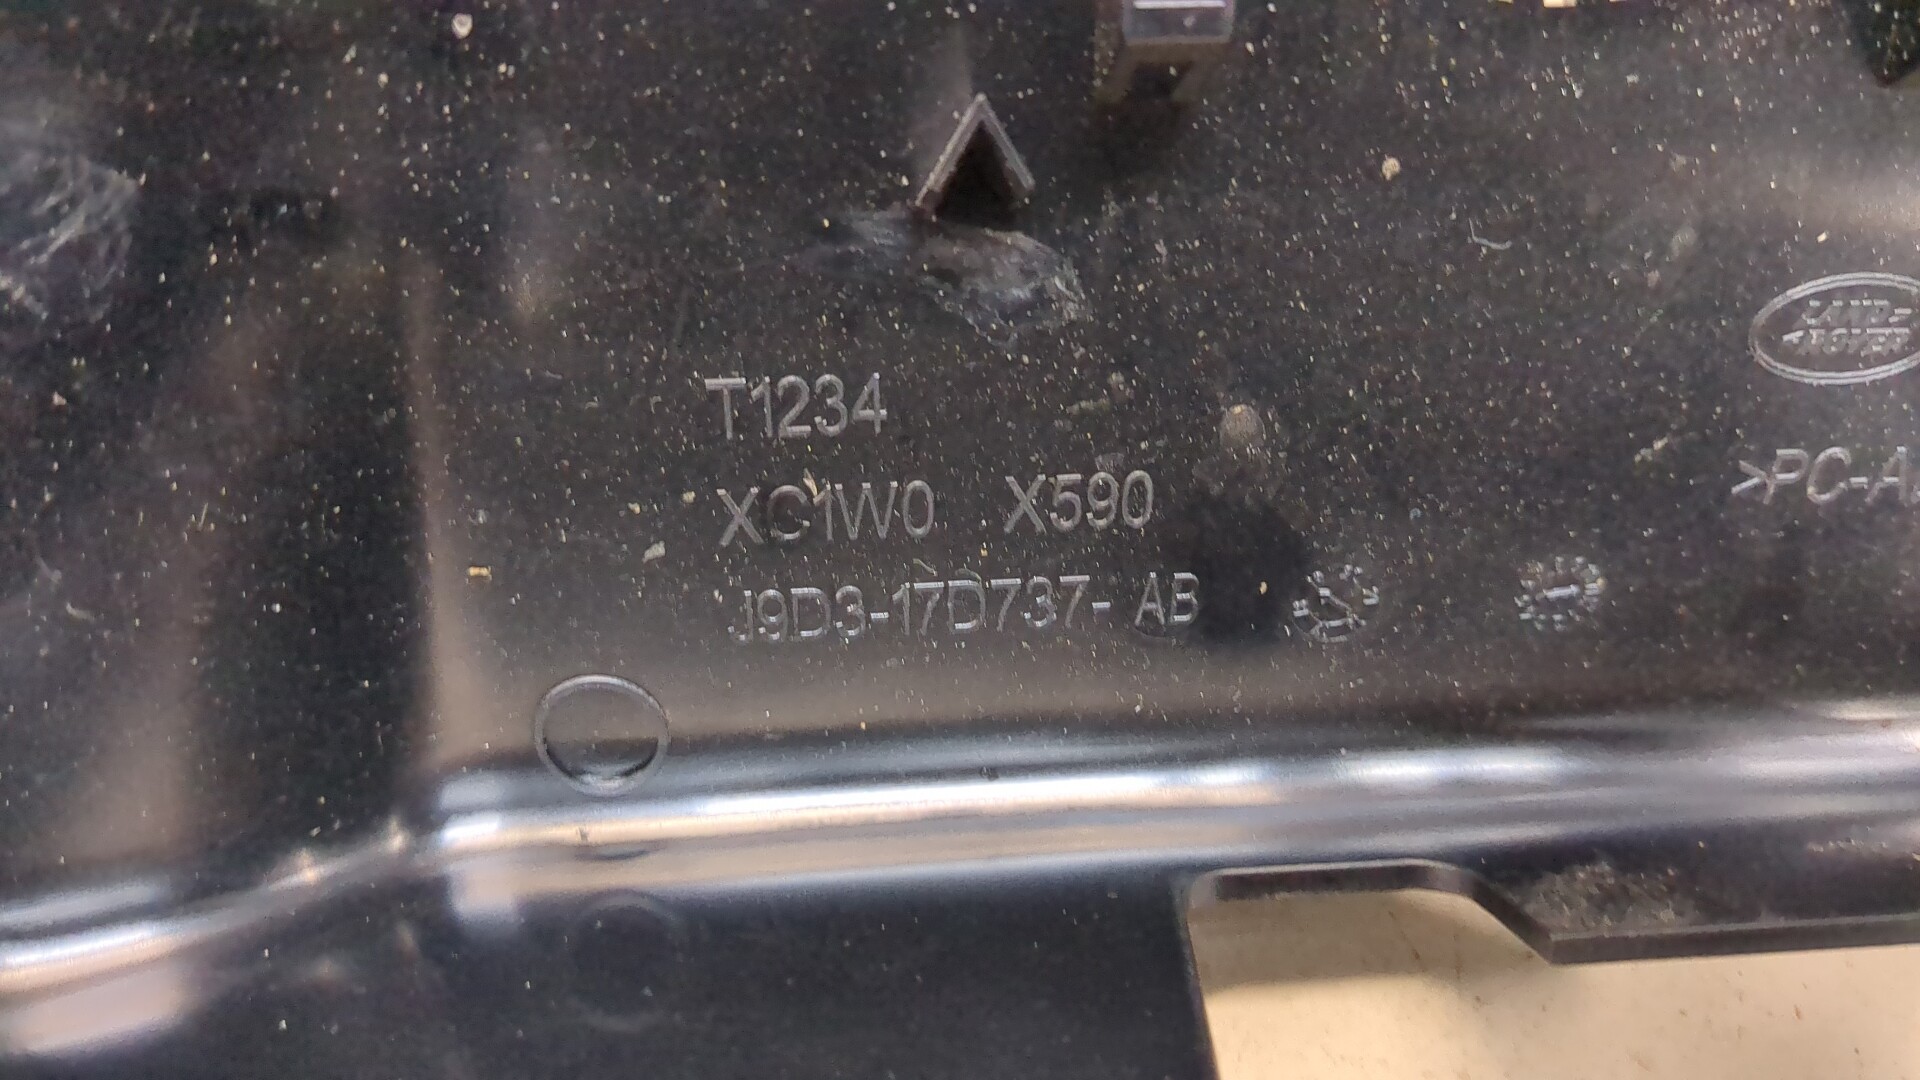 T1234
LAND-
ROVER
XC1W0 X590
>PC-A
J9D3-17D737- AB